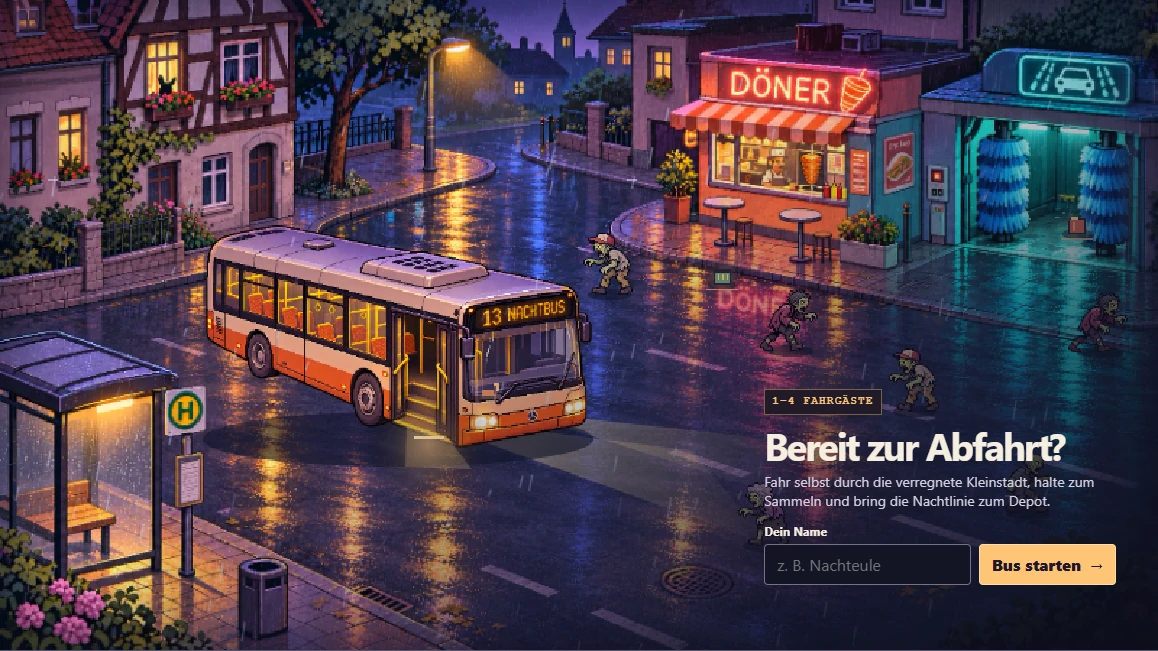 DÖNER
13 NACHTBUS
H
DÖNE
1–4 FAHRGÄSTE
Bereit zur Abfahrt?
Fahr selbst durch die verregnete Kleinstadt, halte zum
Sammeln und bring die Nachtlinie zum Depot.
Dein Name
z. B. Nachteule
Bus starten →